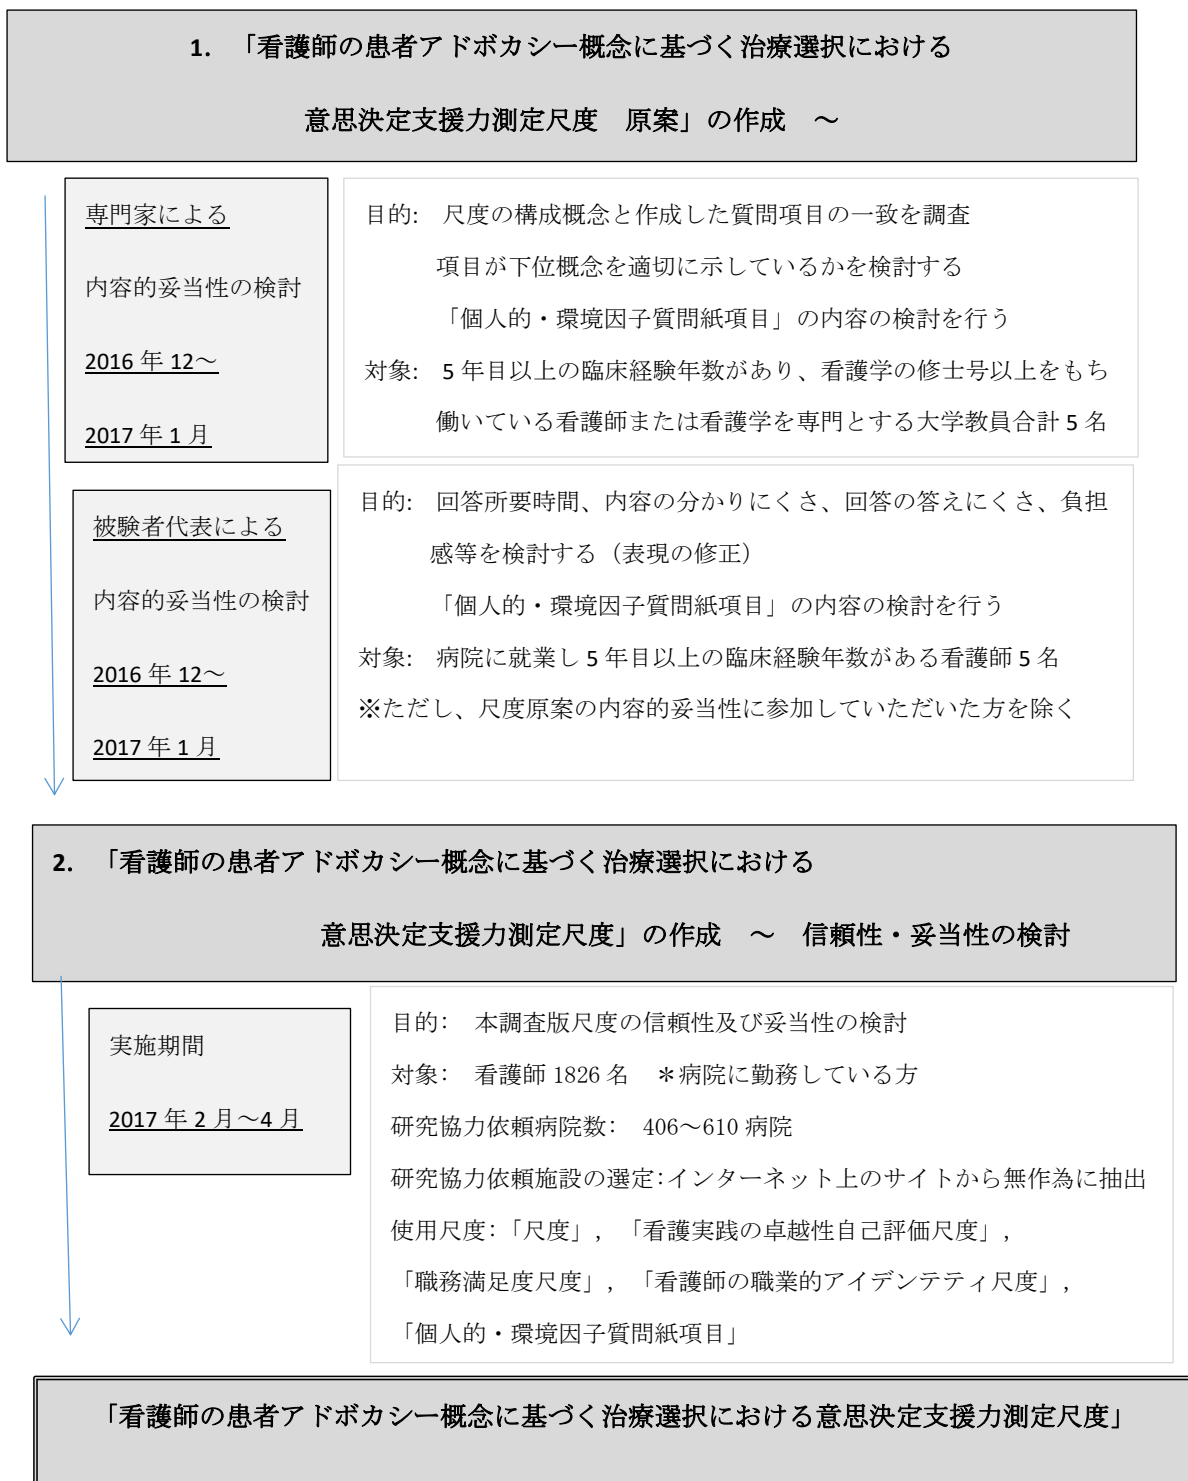 1. 「看護師の患者アドボカシー概念に基づく治療選択における
意思決定支援力測定尺度　原案」の作成　～
専門家による
内容的妥当性の検討
2016 年 12～
2017 年 1 月
目的:　尺度の構成概念と作成した質問項目の一致を調査
項目が下位概念を適切に示しているかを検討する
「個人的・環境因子質問紙項目」の内容の検討を行う
対象:　5 年目以上の臨床経験年数があり、看護学の修士号以上をもち
働いている看護師または看護学を専門とする大学教員合計 5 名
被験者代表による
内容的妥当性の検討
2016 年 12～
2017 年 1 月
目的:　回答所要時間、内容の分かりにくさ、回答の答えにくさ、負担
感等を検討する（表現の修正）
「個人的・環境因子質問紙項目」の内容の検討を行う
対象:　病院に就業し 5 年目以上の臨床経験年数がある看護師 5 名
※ただし、尺度原案の内容的妥当性に参加していただいた方を除く
2. 「看護師の患者アドボカシー概念に基づく治療選択における
意思決定支援力測定尺度」の作成　～　信頼性・妥当性の検討
実施期間
2017 年 2 月～4 月
目的:　本調査版尺度の信頼性及び妥当性の検討
対象:　看護師 1826 名　＊病院に勤務している方
研究協力依頼病院数:　406～610 病院
研究協力依頼施設の選定:インターネット上のサイトから無作為に抽出
使用尺度:「尺度」,「看護実践の卓越性自己評価尺度」,
「職務満足度尺度」,「看護師の職業的アイデンテティ尺度」,
「個人的・環境因子質問紙項目」
「看護師の患者アドボカシー概念に基づく治療選択における意思決定支援力測定尺度」